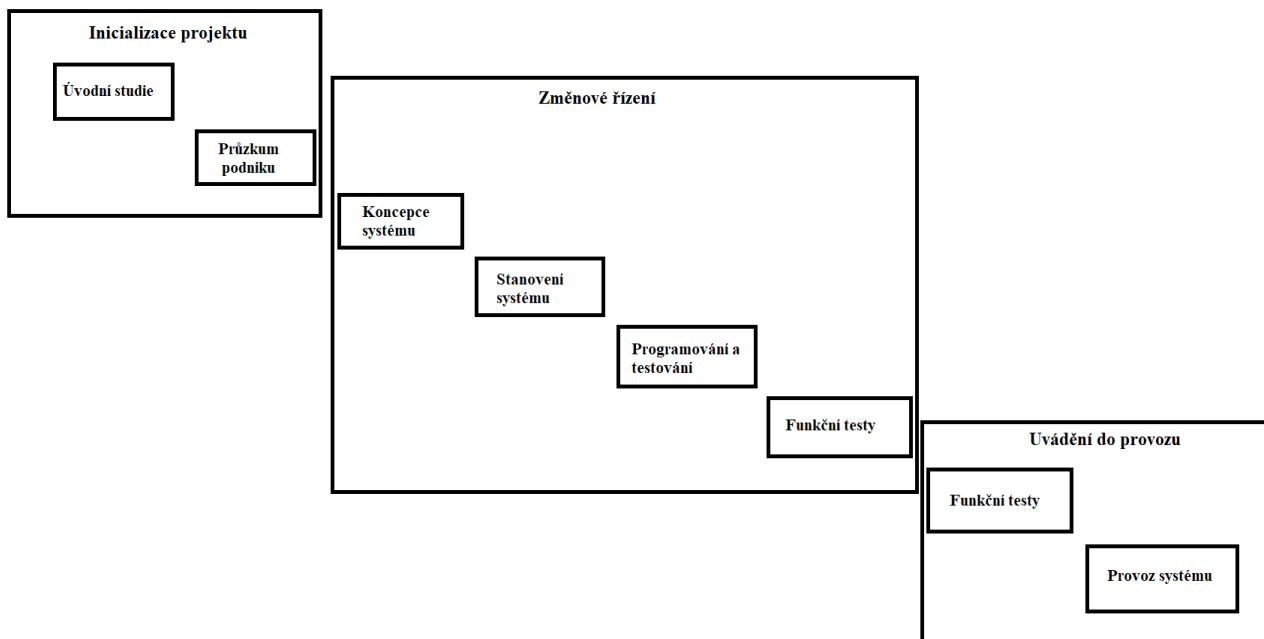 Inicializace projektu
Úvodní studie
Průzkum
podniku
Změnové řízení
Koncepce
systému
Stanovení
systému
Programování a
testování
Funkční testy
Uvádění do provozu
Funkční testy
Provoz systému